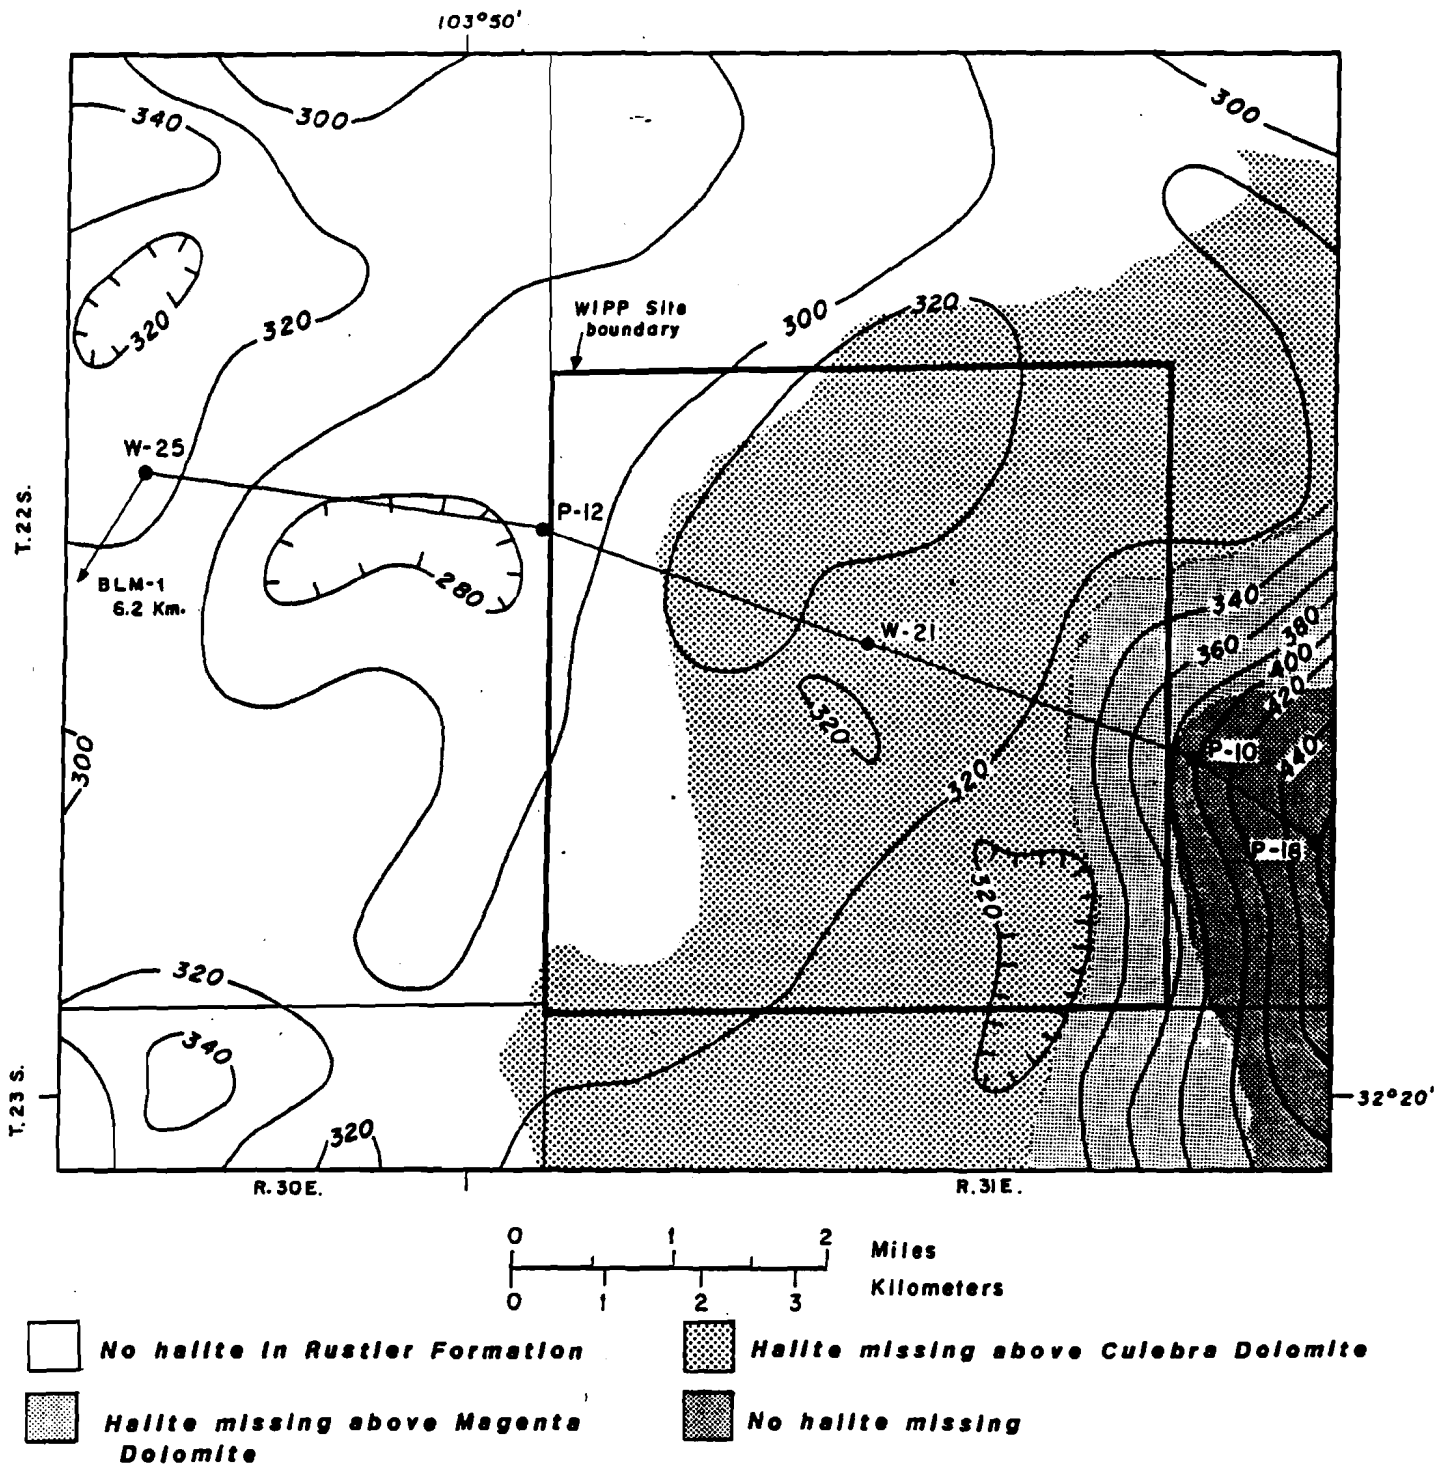 103°50'
340
300
300
320
320
WIPP Site
boundary
300
320
W-25
P-12
T. 22 S.
BLM-1
6.2 Km.
280
W-21
340
360
380
400
420
320
P-10
440
300
320
P-18
320
320
340
T. 23 S.
32°20'
320
R. 30 E.
R. 31 E.
0 1 2 Miles
0 1 2 3 Kilometers
No halite in Rustler Formation
Halite missing above Culebra Dolomite
Halite missing above Magenta
Dolomite
No halite missing